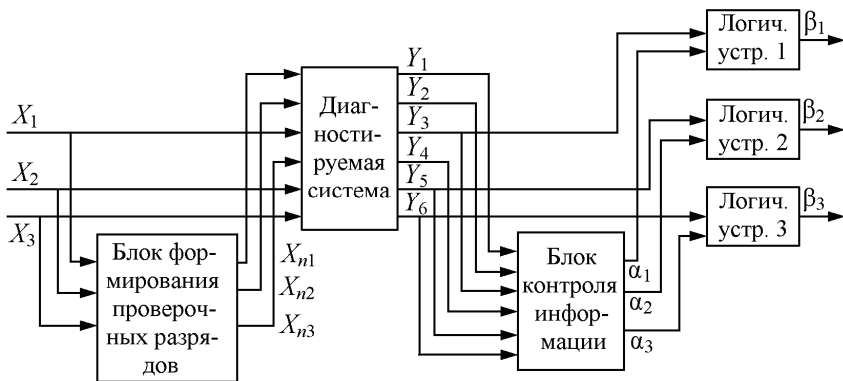 X₁
X₂
X₃
Блок фор-
мирования
провероч-
ных разря-
дов
Xₙ₁
Xₙ₂
Xₙ₃
Диаг-
ности-
руемая
система
Y₁
Y₂
Y₃
Y₄
Y₅
Y₆
Блок
контроля
инфор-
мации
α₁
α₂
α₃
Логич.
устр. 1
β₁
Логич.
устр. 2
β₂
Логич.
устр. 3
β₃